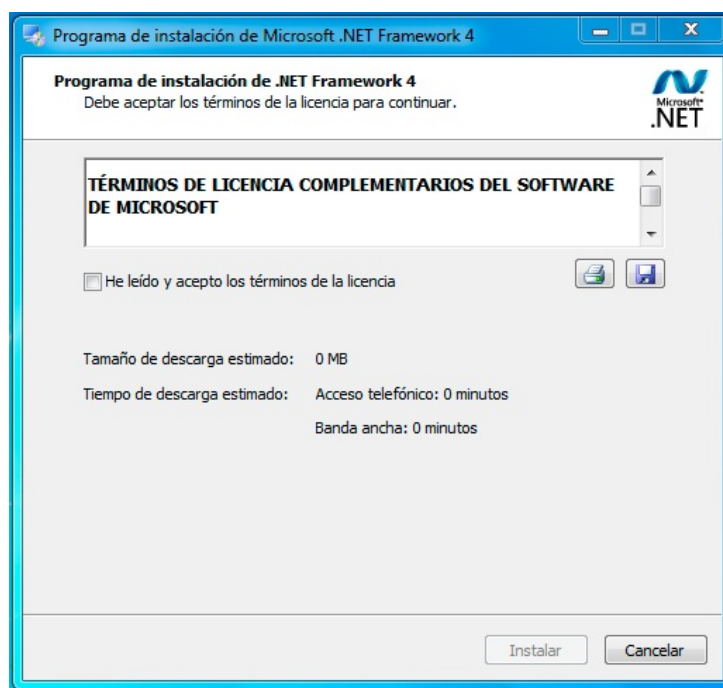 Programa de instalación de Microsoft .NET Framework 4
Programa de instalación de .NET Framework 4
Debe aceptar los términos de la licencia para continuar.
Microsoft®
.NET
TÉRMINOS DE LICENCIA COMPLEMENTARIOS DEL SOFTWARE
DE MICROSOFT
He leído y acepto los términos de la licencia
Tamaño de descarga estimado: 0 MB
Tiempo de descarga estimado: Acceso telefónico: 0 minutos
Banda ancha: 0 minutos
Instalar Cancelar